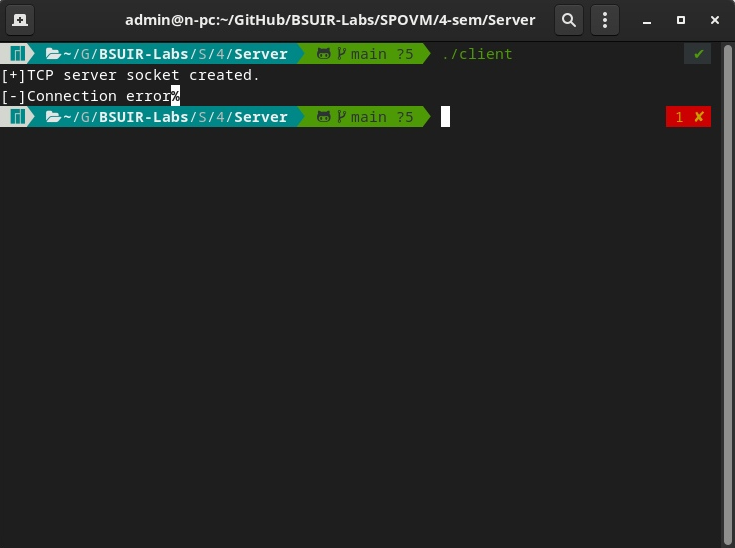 admin@n-pc:~/GitHub/BSUIR-Labs/SPOVM/4-sem/Server
~/G/BSUIR-Labs/S/4/Server main ?5 ./client ✔
[+]TCP server socket created.
[-]Connection error%
~/G/BSUIR-Labs/S/4/Server main ?5 1 ✘